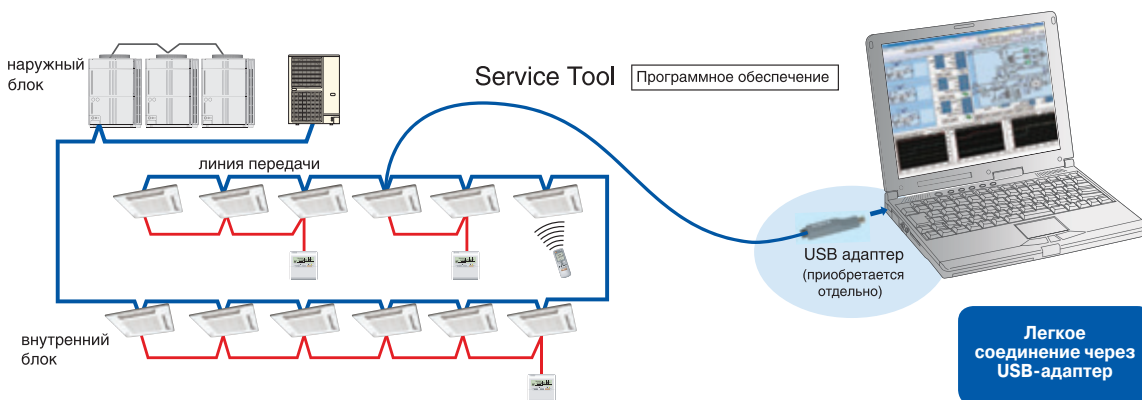 наружный
блок
Service Tool
Программное обеспечение
линия передачи
USB адаптер
(приобретается
отдельно)
внутренний
блок
Легкое
соединение через
USB-адаптер